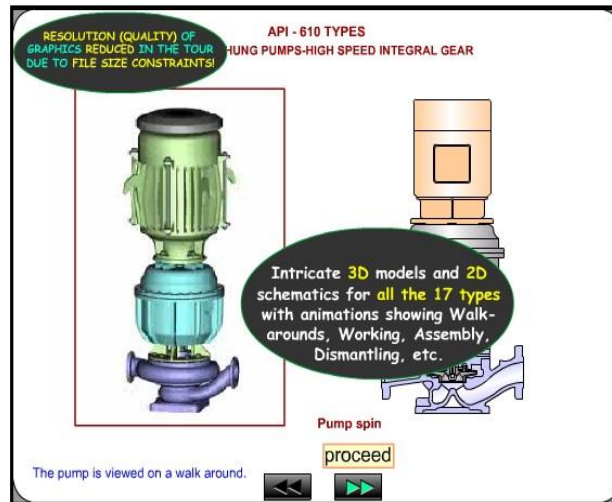 RESOLUTION (QUALITY) OF
GRAPHICS REDUCED IN THE TOUR
DUE TO FILE SIZE CONSTRAINTS!
API - 610 TYPES
HUNG PUMPS-HIGH SPEED INTEGRAL GEAR
Intricate 3D models and 2D
schematics for all the 17 types
with animations showing Walk-
arounds, Working, Assembly,
Dismantling, etc.
Pump spin
proceed
The pump is viewed on a walk around.